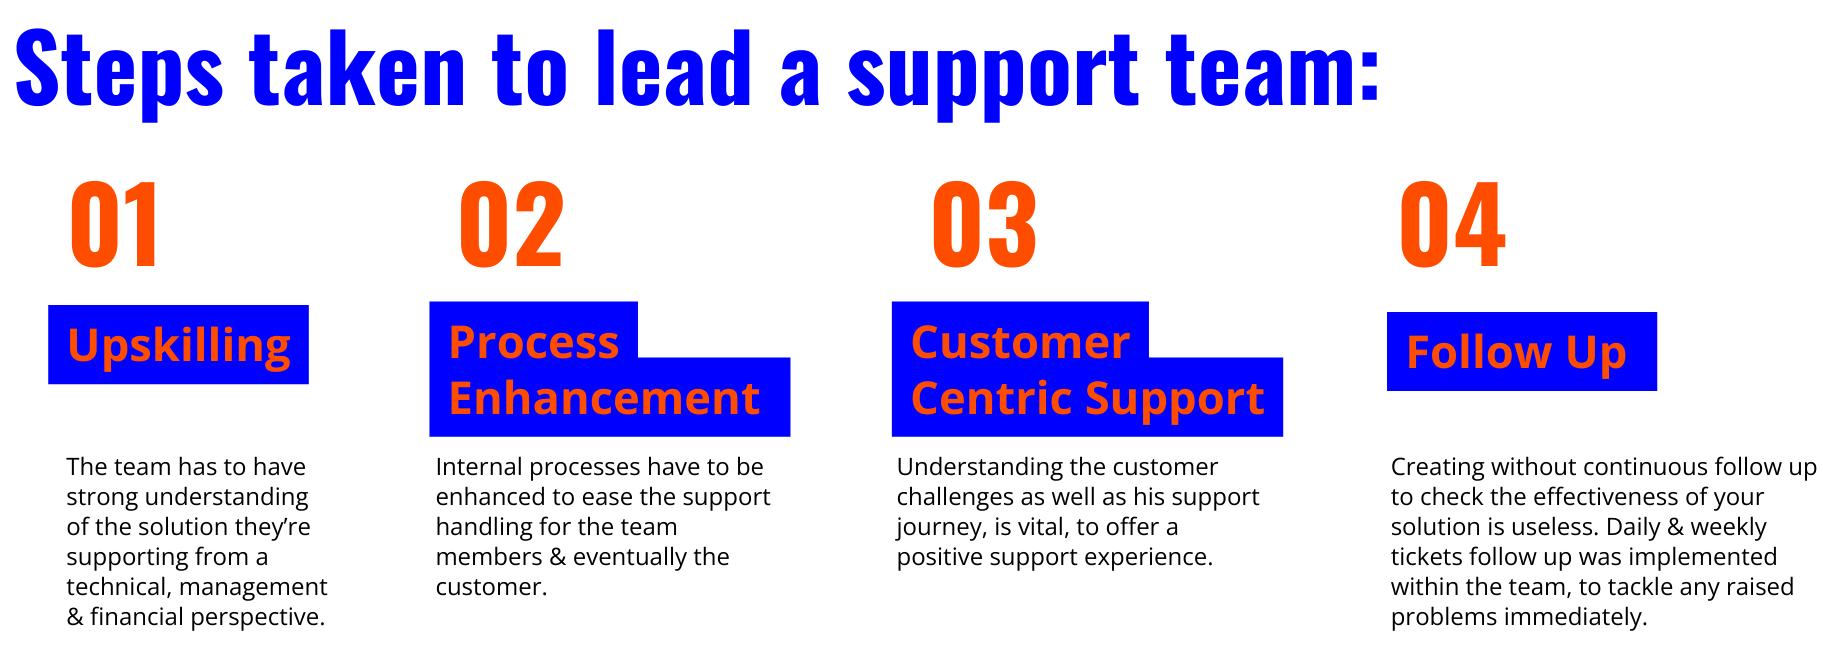 Steps taken to lead a support team:
01
Upskilling
The team has to have
strong understanding
of the solution they’re
supporting from a
technical, management
& financial perspective.
02
Process
Enhancement
Internal processes have to be
enhanced to ease the support
handling for the team
members & eventually the
customer.
03
Customer
Centric Support
Understanding the customer
challenges as well as his support
journey, is vital, to offer a
positive support experience.
04
Follow Up
Creating without continuous follow up
to check the effectiveness of your
solution is useless. Daily & weekly
tickets follow up was implemented
within the team, to tackle any raised
problems immediately.